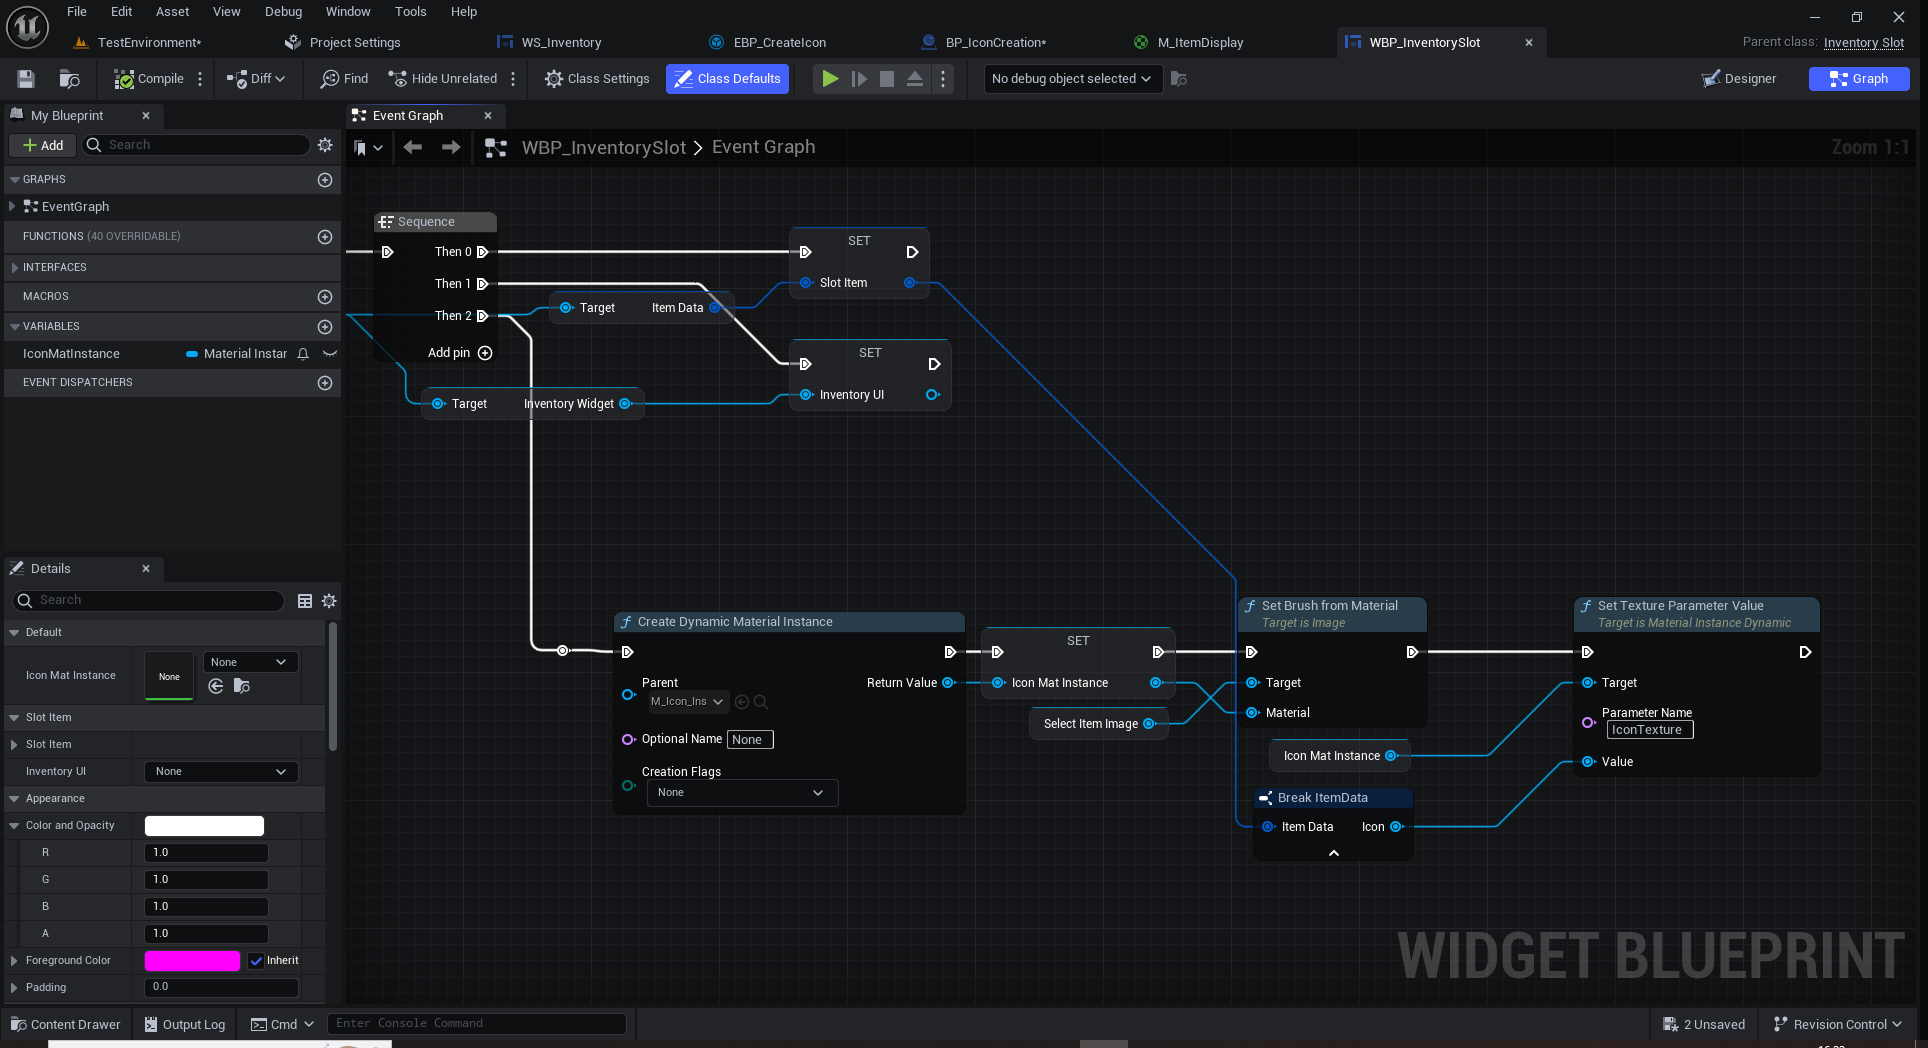 File Edit Asset View Debug Window Tools Help
TestEnvironment* Project Settings WS_Inventory EBP_CreateIcon BP_IconCreation* M_ItemDisplay WBP_InventorySlot
Parent class: Inventory Slot
Compile Diff Find Hide Unrelated Class Settings Class Defaults No debug object selected Designer Graph
My Blueprint
Event Graph
Add Search
WBP_InventorySlot > Event Graph
Zoom 1:1
GRAPHS
EventGraph
FUNCTIONS (40 OVERRIDABLE)
INTERFACES
MACROS
VARIABLES
IconMatInstance Material Instar
EVENT DISPATCHERS
Sequence
Then 0
Then 1
Then 2
Add pin
SET
Slot Item
Target Item Data
SET
Inventory UI
Target Inventory Widget
Details
Search
Default
Icon Mat Instance None None
Slot Item
Slot Item
Inventory UI None
Appearance
Color and Opacity
R 1.0
G 1.0
B 1.0
A 1.0
Foreground Color Inherit
Padding 0.0
Create Dynamic Material Instance
Parent
M_Icon_Ins
Return Value
Optional Name None
Creation Flags
None
SET
Icon Mat Instance
Select Item Image
Set Brush from Material
Target is Image
Target
Material
Icon Mat Instance
Break ItemData
Item Data Icon
Set Texture Parameter Value
Target is Material Instance Dynamic
Target
Parameter Name
IconTexture
Value
WIDGET BLUEPRINT
Content Drawer Output Log Cmd Enter Console Command 2 Unsaved Revision Control